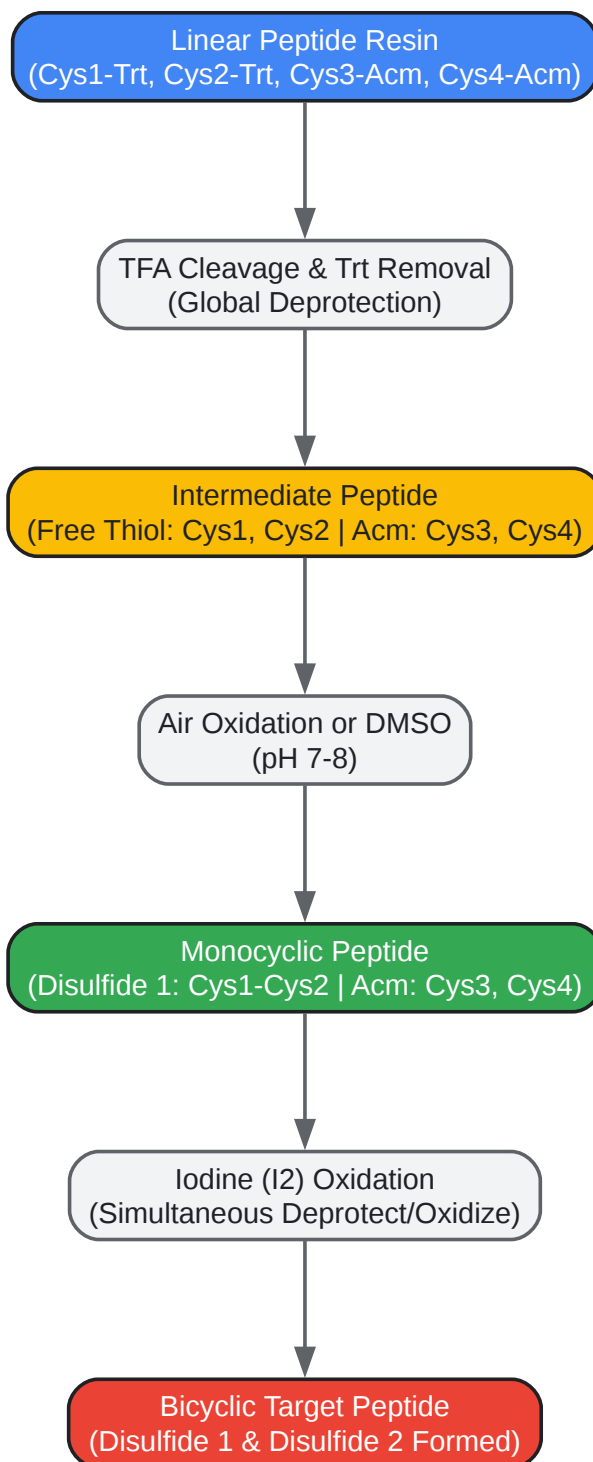 Linear Peptide Resin
(Cys1-Trt, Cys2-Trt, Cys3-Acm, Cys4-Acm)
TFA Cleavage & Trt Removal
(Global Deprotection)
Intermediate Peptide
(Free Thiol: Cys1, Cys2 | Acm: Cys3, Cys4)
Air Oxidation or DMSO
(pH 7-8)
Monocyclic Peptide
(Disulfide 1: Cys1-Cys2 | Acm: Cys3, Cys4)
Iodine (I2) Oxidation
(Simultaneous Deprotect/Oxidize)
Bicyclic Target Peptide
(Disulfide 1 & Disulfide 2 Formed)